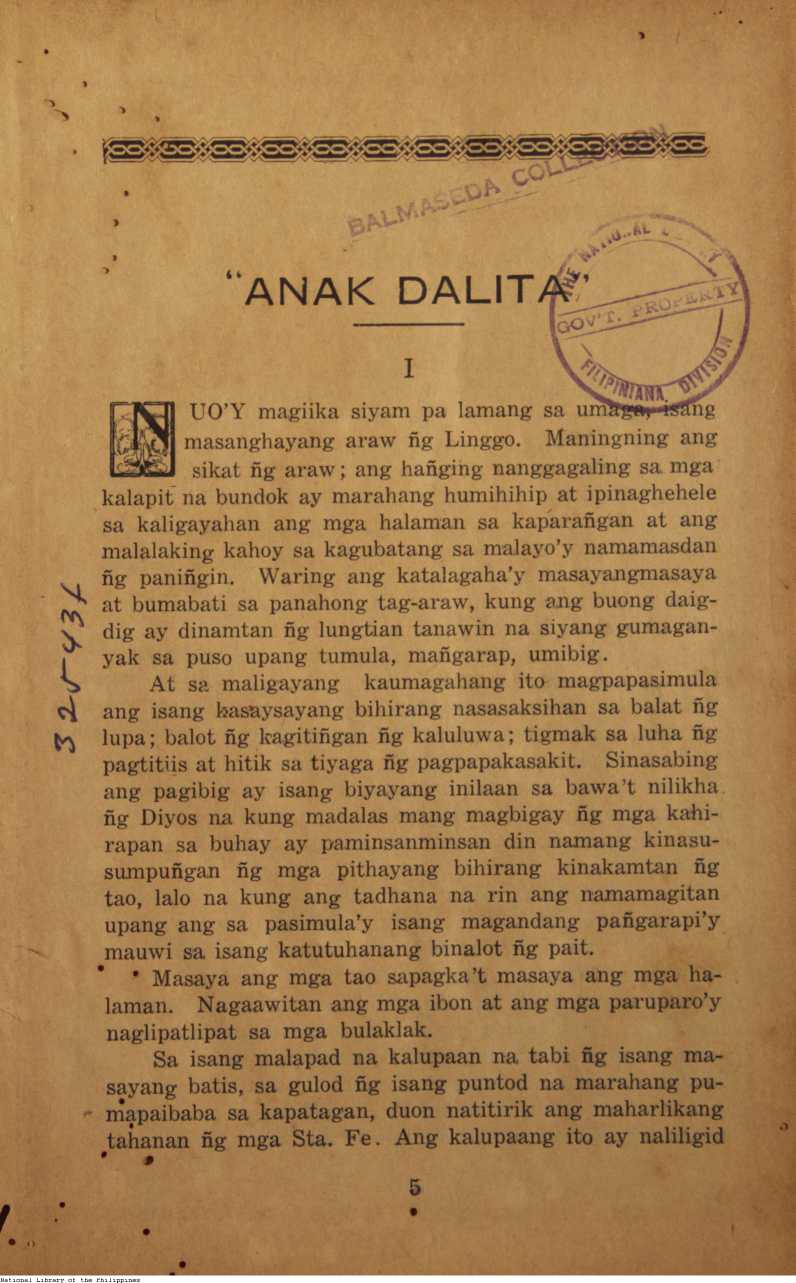 BALMASEDA COLLECTION
THE NATIONAL
GOV'T. PROPERTY
FILIPINIANA DIVISION
"ANAK DALITA"
I
NUO'Y magiika siyam pa lamang sa umaga, isang
masanghayang araw ñg Linggo. Maningning ang
sikat ñg araw; ang hañging nanggagaling sa mga
kalapit na bundok ay marahang humihihip at ipinaghehele
sa kaligayahan ang mga halaman sa kaparañgan at ang
malalaking kahoy sa kagubatang sa malayo'y namamasdan
ñg paniñgin. Waring ang katalagaha'y masayangmasaya
at bumabati sa panahong tag-araw, kung ang buong daig-
dig ay dinamtan ñg lungtian tanawin na siyang gumagan-
yak sa puso upang tumula, mañgarap, umibig.
At sa maligayang kaumagahang ito magpapasimula
ang isang kasaysayang bihirang nasasaksihan sa balat ñg
lupa; balot ñg kagitiñgan ñg kaluluwa; tigmak sa luha ñg
pagtitiis at hitik sa tiyaga ñg pagpapakasakit. Sinasabing
ang pagibig ay isang biyayang inilaan sa bawa't nilikha
ñg Diyos na kung madalas mang magbigay ñg mga kahi-
rapan sa buhay ay paminsanminsan din namang kinasu-
sumpuñgan ñg mga pithayang bihirang kinakamtan ñg
tao, lalo na kung ang tadhana na rin ang namamagitan
upang ang sa pasimula'y isang magandang pañgarapi'y
mauwi sa isang katutuhanang binalot ñg pait.
Masaya ang mga tao sapagka't masaya ang mga ha-
laman. Nagaawitan ang mga ibon at ang mga paruparo'y
naglipatlipat sa mga bulaklak.
Sa isang malapad na kalupaan na tabi ñg isang ma-
sayang batis, sa gulod ñg isang puntod na marahang pu-
mapaibaba sa kapatagan, duon natitirik ang maharlikang
tahanan ñg mga Sta. Fe. Ang kalupaang ito ay naliligid
5
National Library of the Philippines